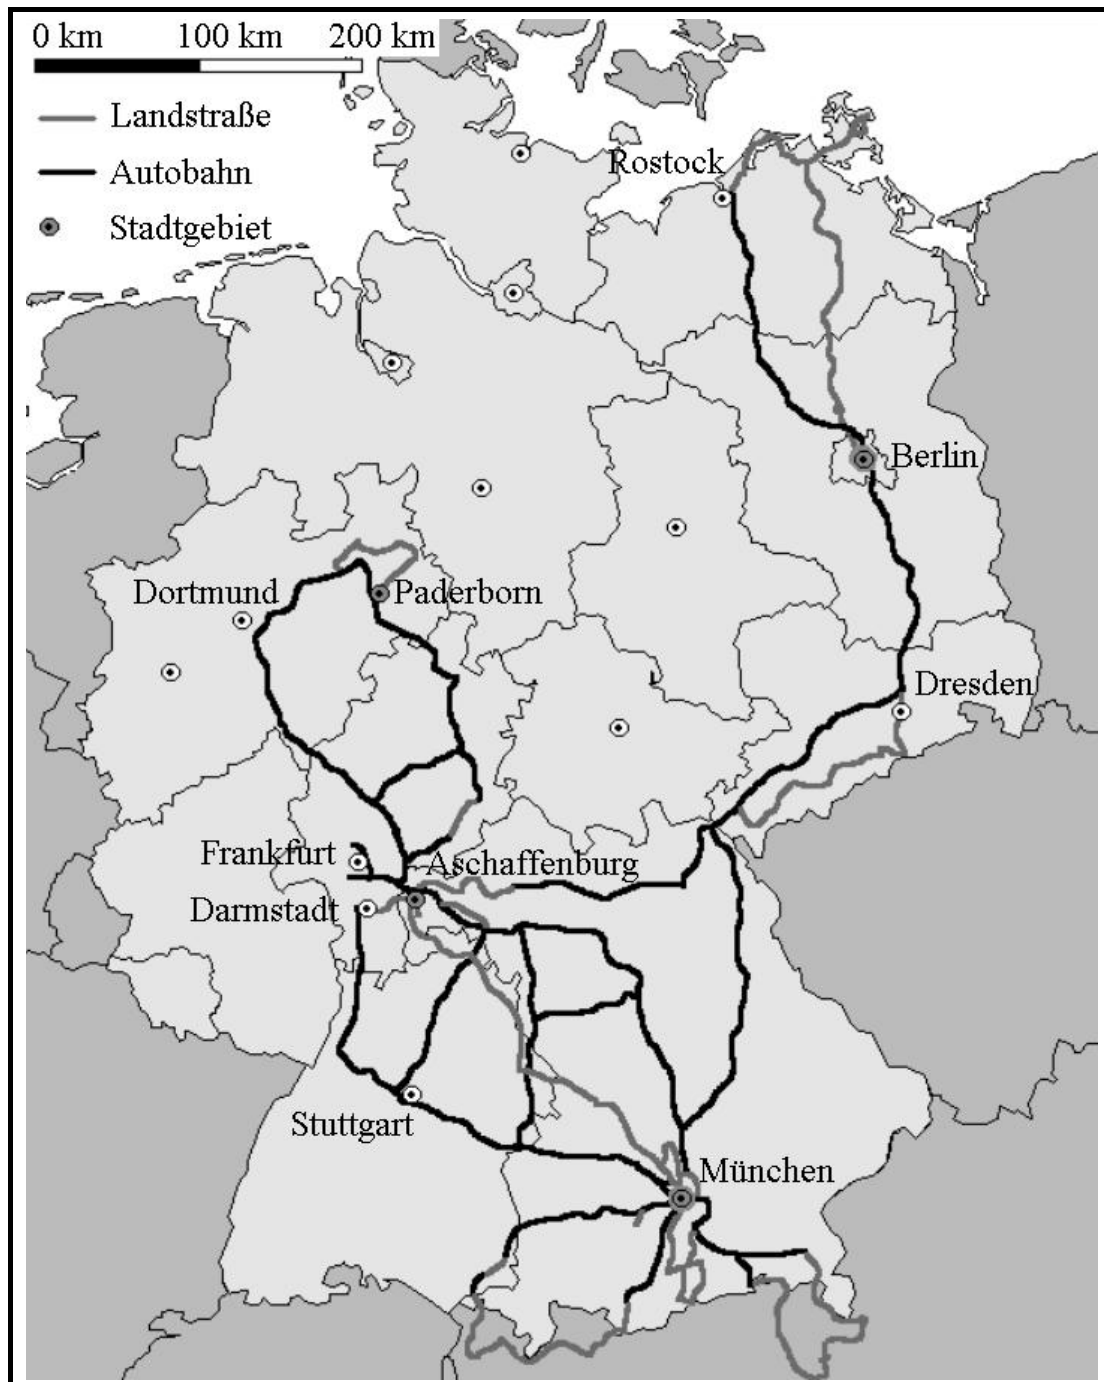 0 km 100 km 200 km
Landstraße
Autobahn
Stadtgebiet
Rostock
Berlin
Dortmund
Paderborn
Dresden
Frankfurt
Aschaffenburg
Darmstadt
Stuttgart
München